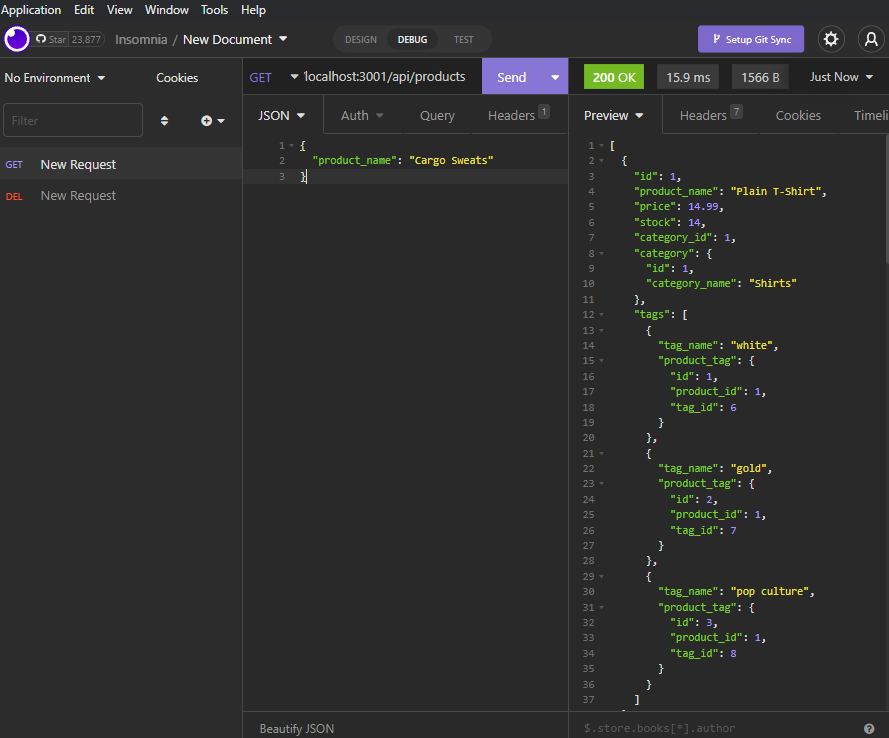 Application Edit View Window Tools Help
Star 23,877 Insomnia / New Document DESIGN DEBUG TEST Setup Git Sync
No Environment Cookies GET localhost:3001/api/products Send 200 OK 15.9 ms 1566 B Just Now
Filter JSON Auth Query Headers 1 Preview Headers 7 Cookies Timeli
GET New Request
DEL New Request
1 {
2 "product_name": "Cargo Sweats"
3 }
1 [
2 {
3 "id": 1,
4 "product_name": "Plain T-Shirt",
5 "price": 14.99,
6 "stock": 14,
7 "category_id": 1,
8 "category": {
9 "id": 1,
10 "category_name": "Shirts"
11 },
12 "tags": [
13 {
14 "tag_name": "white",
15 "product_tag": {
16 "id": 1,
17 "product_id": 1,
18 "tag_id": 6
19 }
20 },
21 {
22 "tag_name": "gold",
23 "product_tag": {
24 "id": 2,
25 "product_id": 1,
26 "tag_id": 7
27 }
28 },
29 {
30 "tag_name": "pop culture",
31 "product_tag": {
32 "id": 3,
33 "product_id": 1,
34 "tag_id": 8
35 }
36 }
37 ]
Beautify JSON $.store.books[*].author